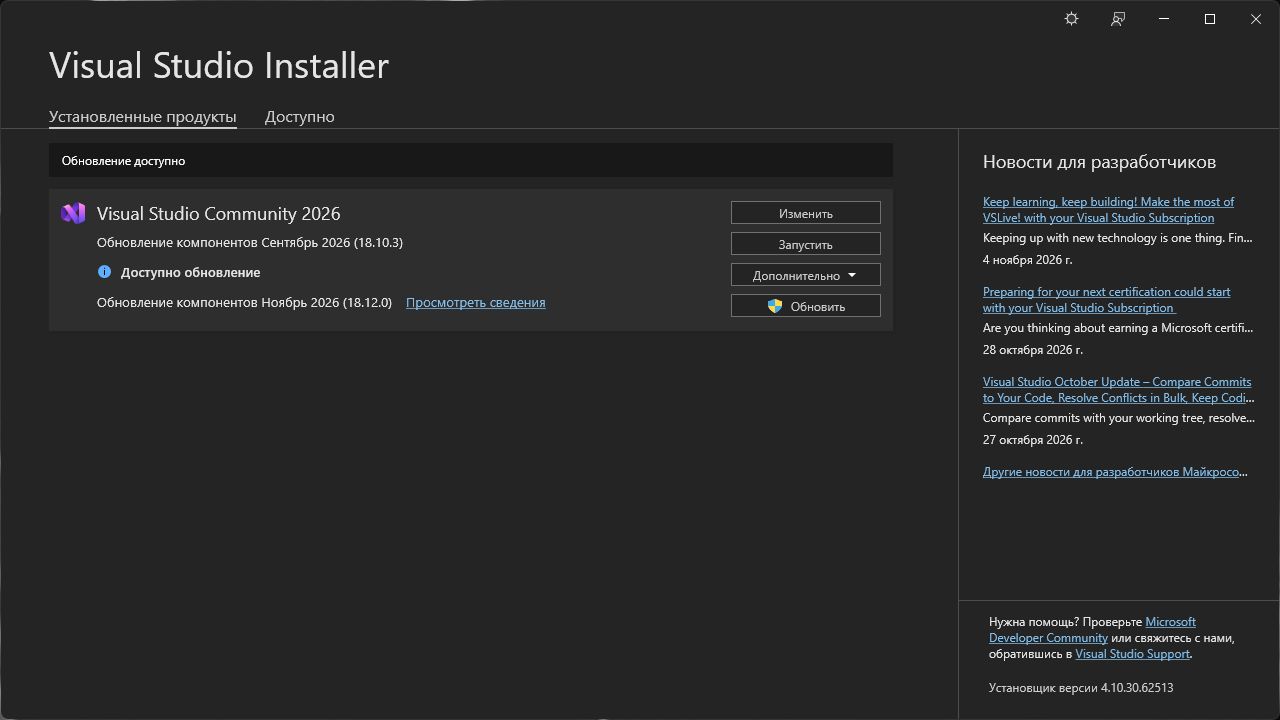 Visual Studio Installer
Установленные продукты
Доступно
Обновление доступно
Visual Studio Community 2026
Обновление компонентов Сентябрь 2026 (18.10.3)
Доступно обновление
Обновление компонентов Ноябрь 2026 (18.12.0) Просмотреть сведения
Изменить
Запустить
Дополнительно
Обновить
Новости для разработчиков
Keep learning, keep building! Make the most of
VSLive! with your Visual Studio Subscription
Keeping up with new technology is one thing. Fin...
4 ноября 2026 г.
Preparing for your next certification could start
with your Visual Studio Subscription
Are you thinking about earning a Microsoft certifi...
28 октября 2026 г.
Visual Studio October Update – Compare Commits
to Your Code, Resolve Conflicts in Bulk, Keep Codi...
Compare commits with your working tree, resolve...
27 октября 2026 г.
Другие новости для разработчиков Майкросо...
Нужна помощь? Проверьте Microsoft
Developer Community или свяжитесь с нами,
обратившись в Visual Studio Support.
Установщик версии 4.10.30.62513